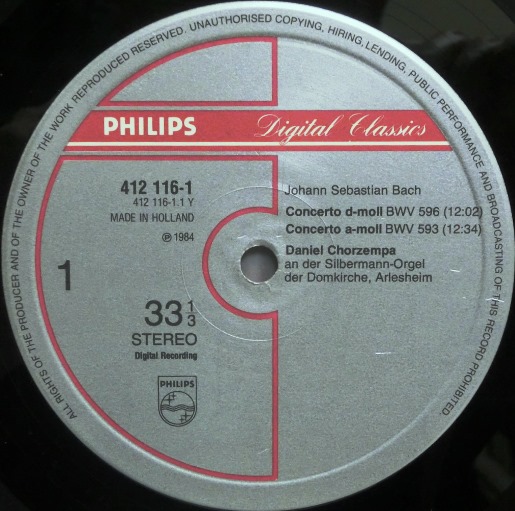 ALL RIGHTS OF THE PRODUCER AND OF THE OWNER OF THE WORK REPRODUCED RESERVED. UNAUTHORISED COPYING, HIRING, LENDING, PUBLIC PERFORMANCE AND BROADCASTING OF THIS RECORD PROHIBITED
PHILIPS Digital Classics
412 116-1
412 116-1.1 Y
MADE IN HOLLAND
℗ 1984
1
33 1/3
STEREO
Digital Recording
PHILIPS
Johann Sebastian Bach
Concerto d-moll BWV 596 (12:02)
Concerto a-moll BWV 593 (12:34)
Daniel Chorzempa
an der Silbermann-Orgel
der Domkirche, Arlesheim